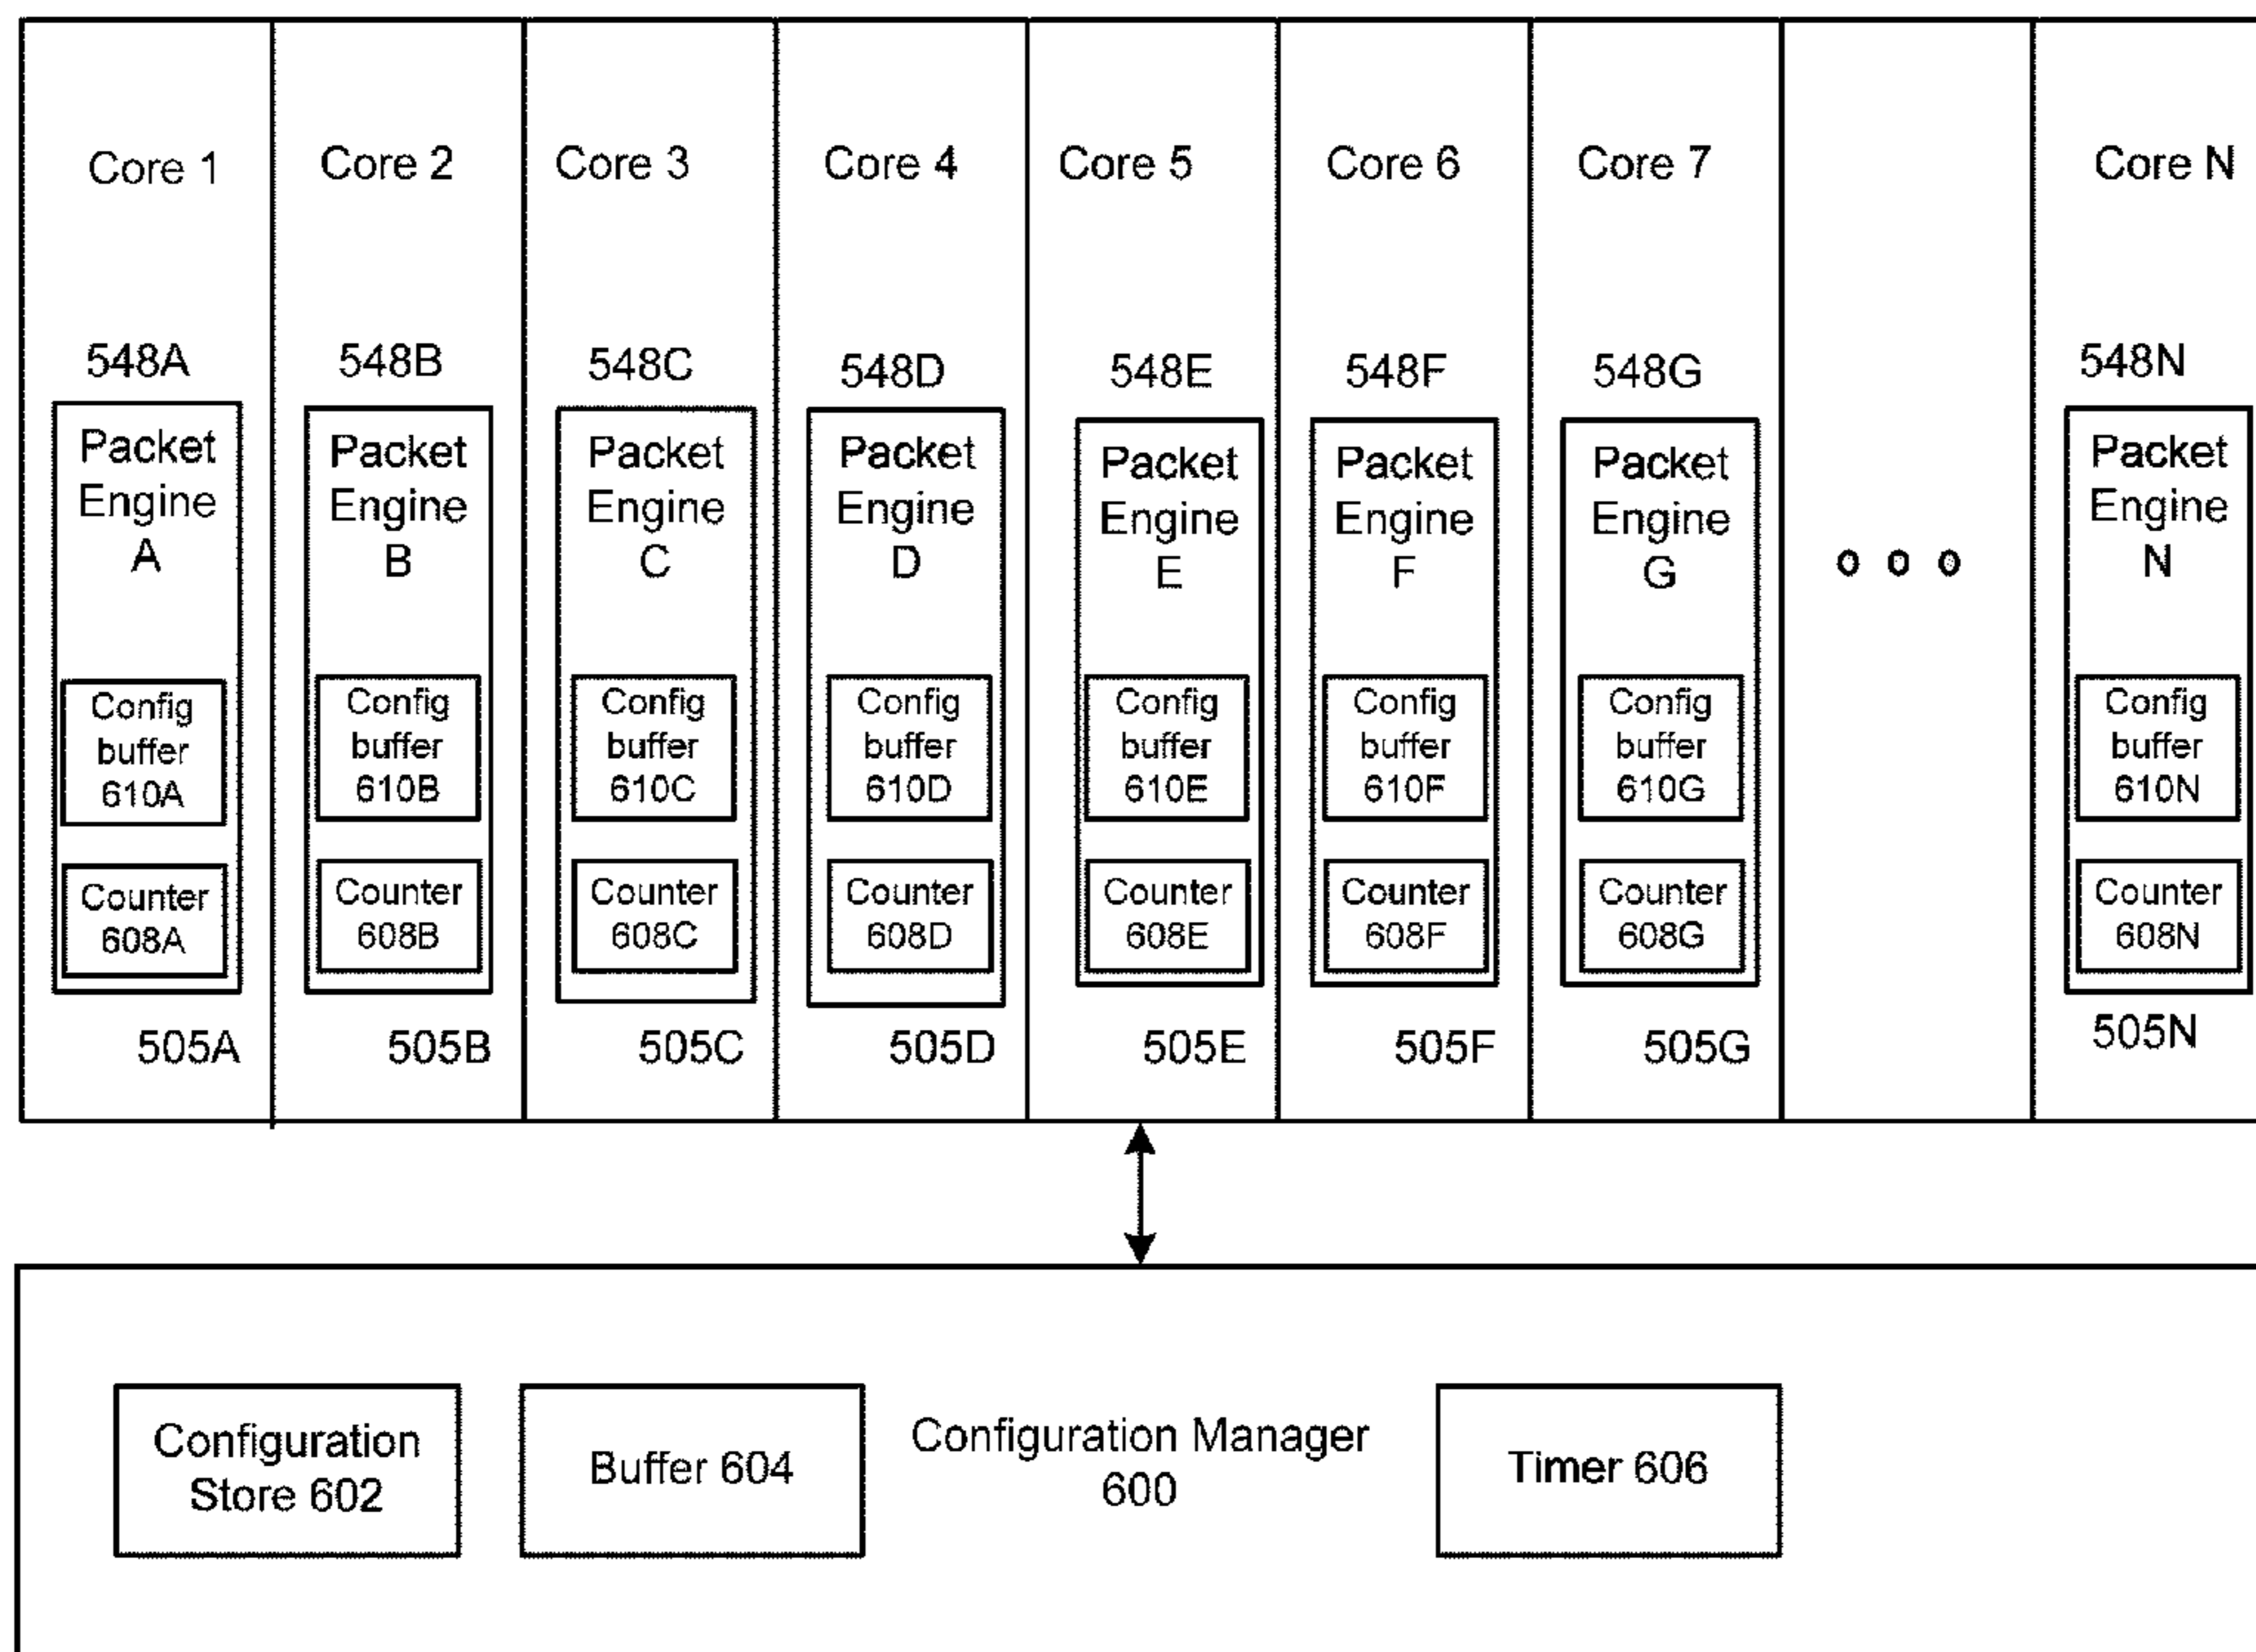 Core 1
Core 2
Core 3
Core 4
Core 5
Core 6
Core 7
Core N
548A
548B
548C
548D
548E
548F
548G
548N
Packet
Engine
A
Config
buffer
610A
Counter
608A
505A
Packet
Engine
B
Config
buffer
610B
Counter
608B
505B
Packet
Engine
C
Config
buffer
610C
Counter
608C
505C
Packet
Engine
D
Config
buffer
610D
Counter
608D
505D
Packet
Engine
E
Config
buffer
610E
Counter
608E
505E
Packet
Engine
F
Config
buffer
610F
Counter
608F
505F
Packet
Engine
G
Config
buffer
610G
Counter
608G
505G
Packet
Engine
N
Config
buffer
610N
Counter
608N
505N
Configuration
Store 602
Buffer 604
Configuration Manager
600
Timer 606